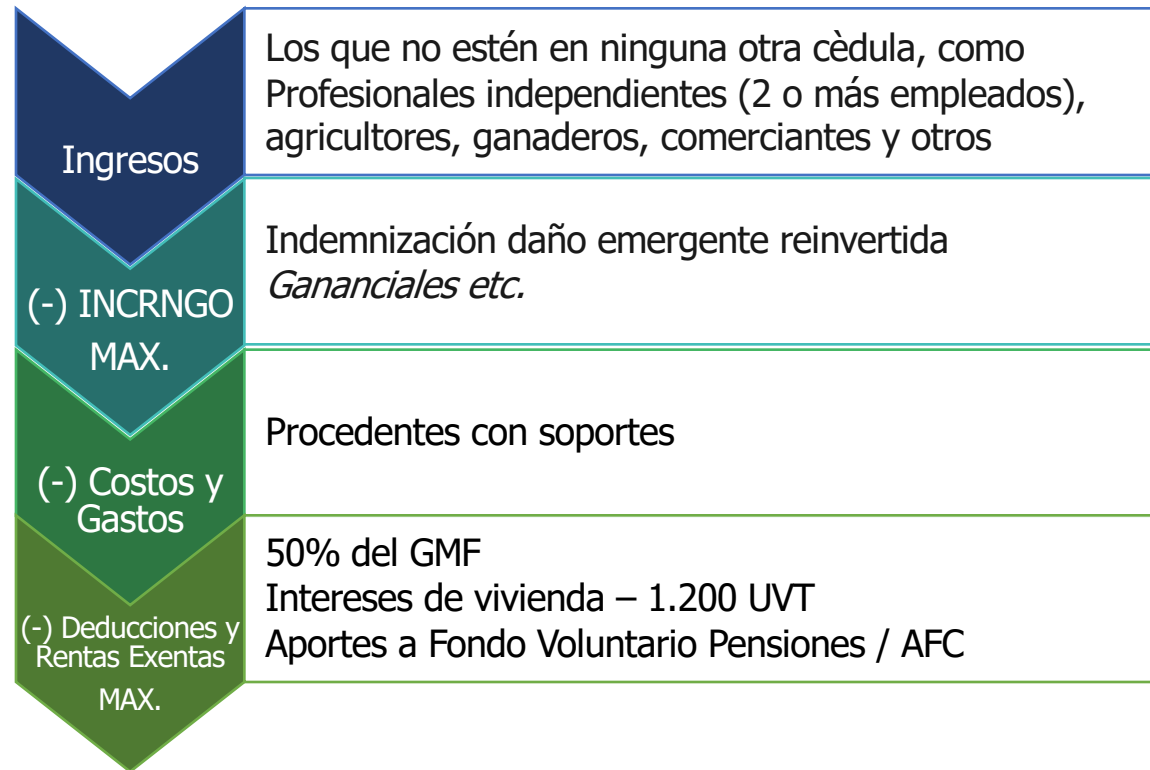 Ingresos
Los que no estén en ninguna otra cèdula, como
Profesionales independientes (2 o más empleados),
agricultores, ganaderos, comerciantes y otros
(-) INCRNGO
MAX.
Indemnización daño emergente reinvertida
Gananciales etc.
(-) Costos y
Gastos
Procedentes con soportes
(-) Deducciones y
Rentas Exentas
MAX.
50% del GMF
Intereses de vivienda – 1.200 UVT
Aportes a Fondo Voluntario Pensiones / AFC